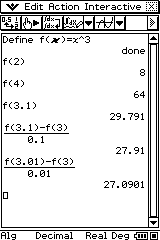 Edit Action Interactive
Define f(x)=x^3
done
f(2)
8
f(4)
64
f(3.1)
29.791
f(3.1)-f(3)
0.1
27.91
f(3.01)-f(3)
0.01
27.0901
Alg Decimal Real Deg